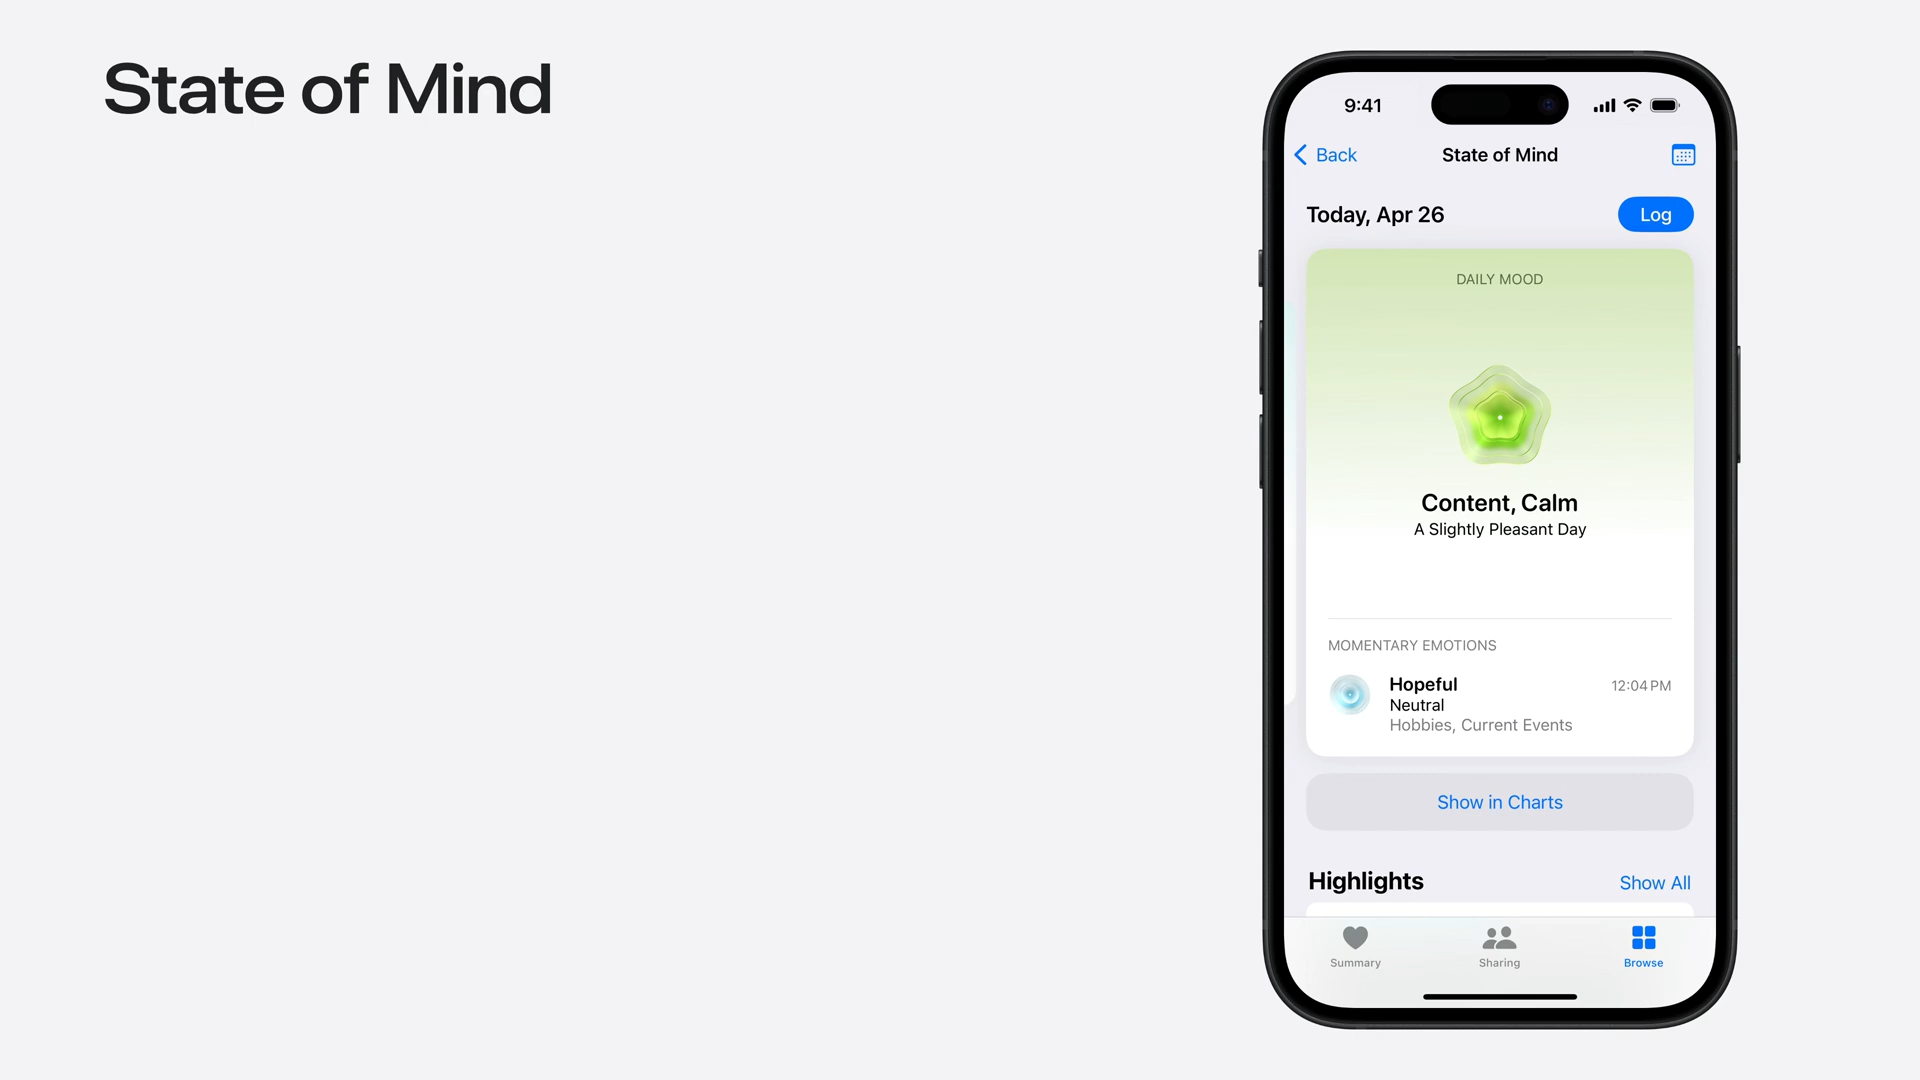 State of Mind
9:41
Back
State of Mind
Today, Apr 26
Log
DAILY MOOD
Content, Calm
A Slightly Pleasant Day
MOMENTARY EMOTIONS
Hopeful
12:04 PM
Neutral
Hobbies, Current Events
Show in Charts
Highlights
Show All
Summary
Sharing
Browse